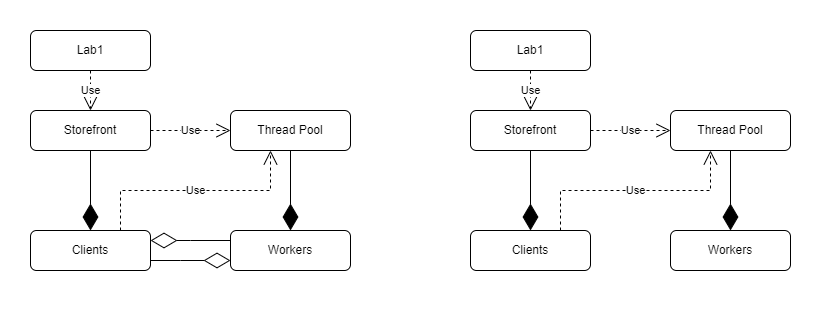 Lab1
Use
Storefront
Use
Thread Pool
Use
Clients
Workers
Lab1
Use
Storefront
Use
Thread Pool
Use
Clients
Workers